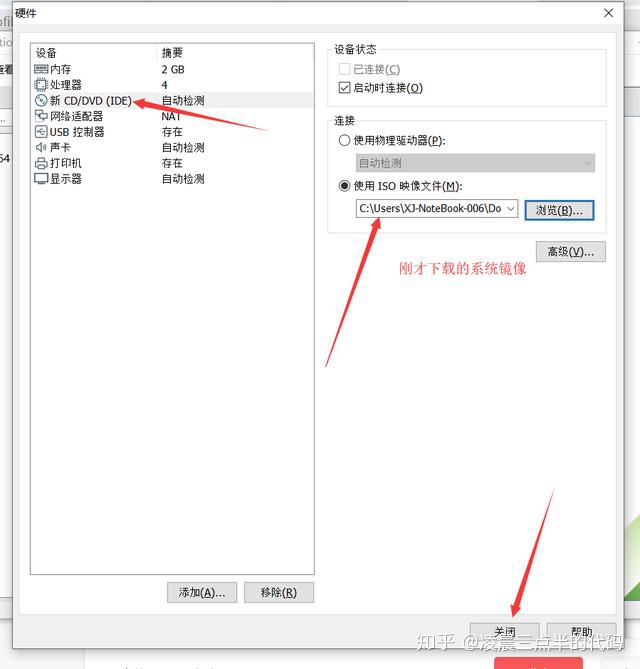 硬件
设备 摘要
内存 2 GB
处理器 4
新 CD/DVD (IDE) 自动检测
网络适配器 NAT
USB 控制器 存在
声卡 自动检测
打印机 存在
显示器 自动检测
添加(A)...
移除(R)
设备状态
已连接(C)
启动时连接(O)
连接
使用物理驱动器(P):
自动检测
使用 ISO 映像文件(M):
C:\Users\XJ-NoteBook-006\Do
浏览(B)...
高级(V)...
刚才下载的系统镜像
关闭
帮助
知乎 @凌晨三点半的代码
54